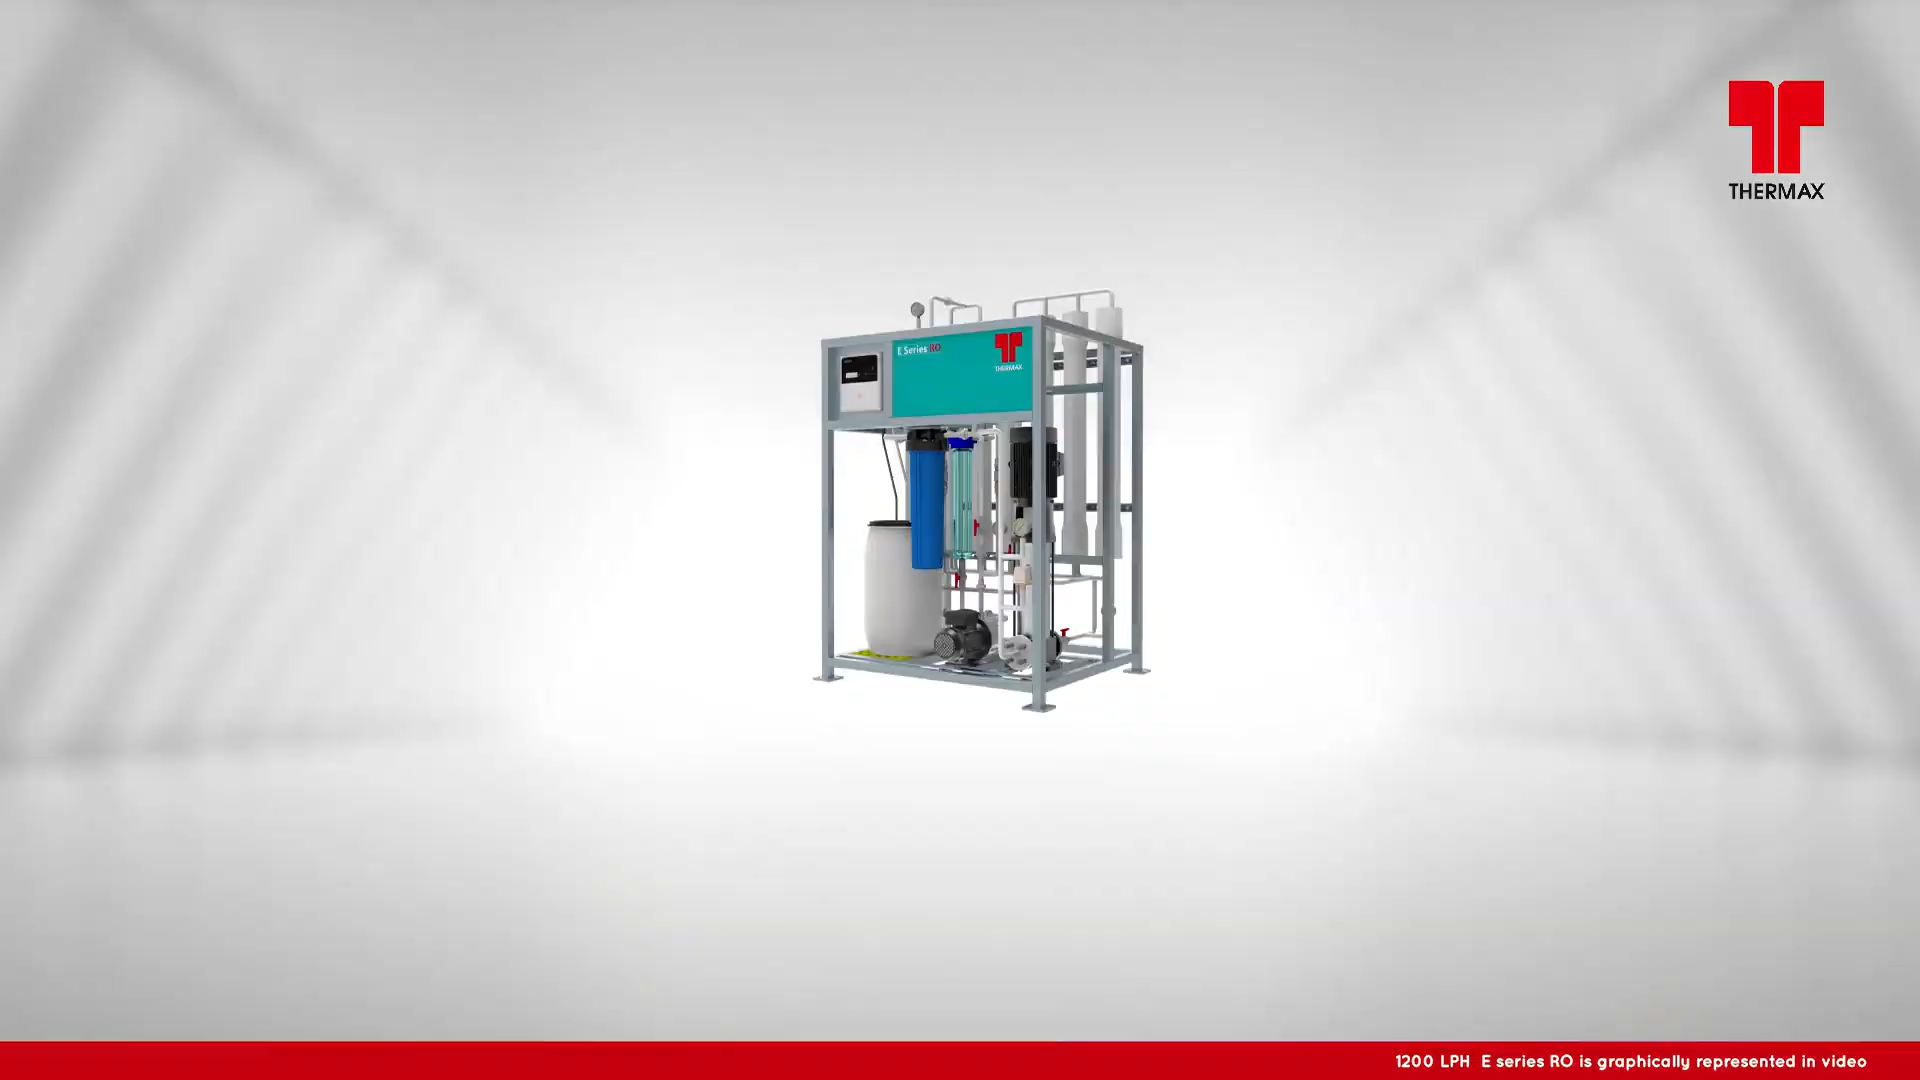 THERMAX
E Series RO
THERMAX
1200 LPH E series RO is graphically represented in video